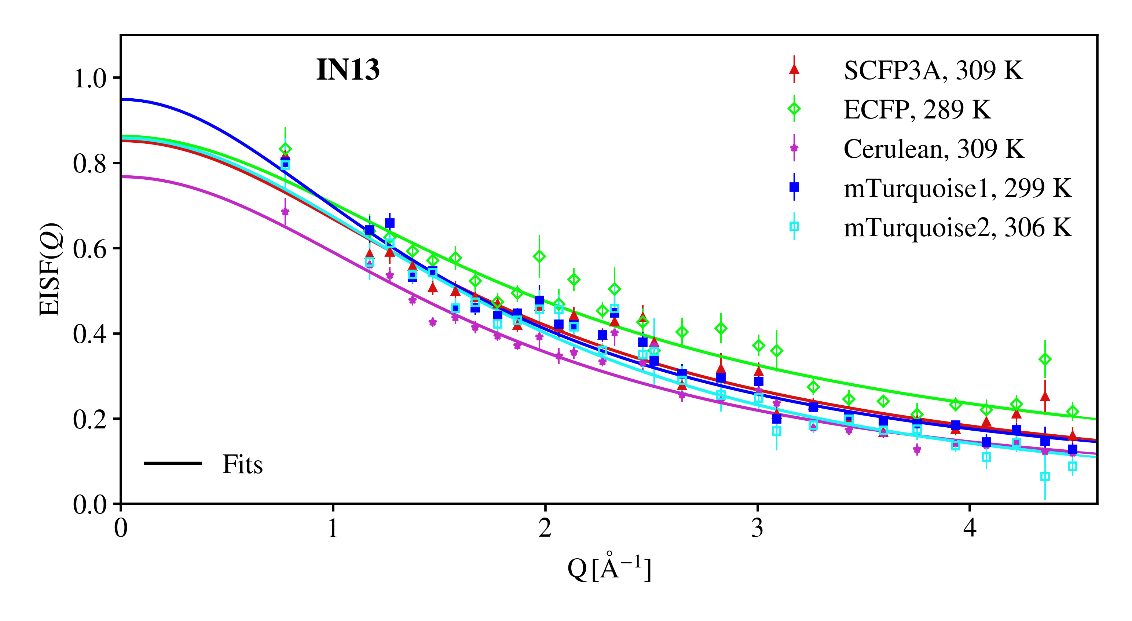 IN13
SCFP3A, 309 K
ECFP, 289 K
Cerulean, 309 K
mTurquoise1, 299 K
mTurquoise2, 306 K
Fits
EISF(Q)
1.0
0.8
0.6
0.4
0.2
0.0
0 1 2 3 4
Q [Å⁻¹]